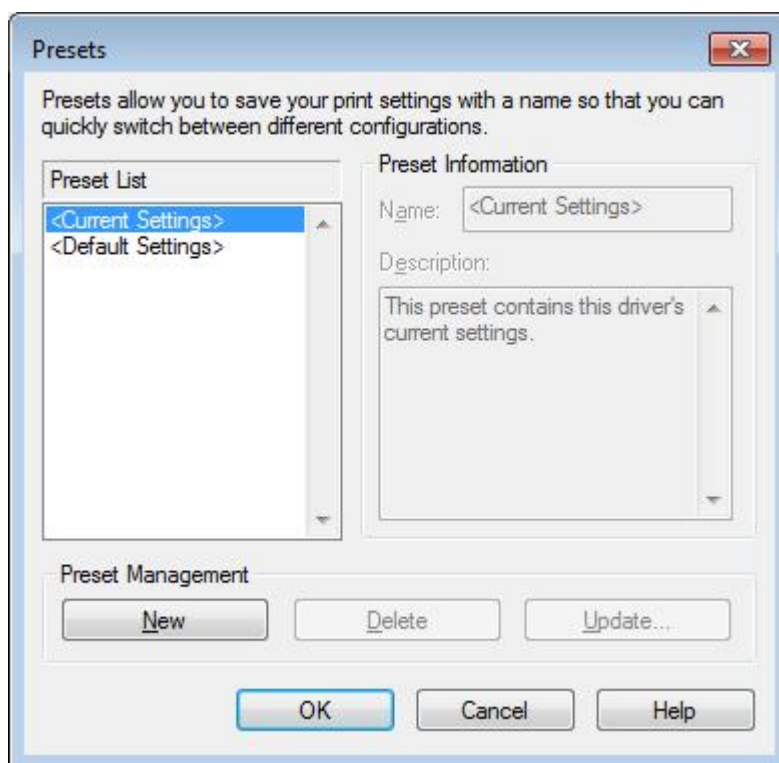 Presets
Presets allow you to save your print settings with a name so that you can
quickly switch between different configurations.
Preset List
<Current Settings>
<Default Settings>
Preset Information
Name: <Current Settings>
Description:
This preset contains this driver's
current settings.
Preset Management
New Delete Update...
OK Cancel Help